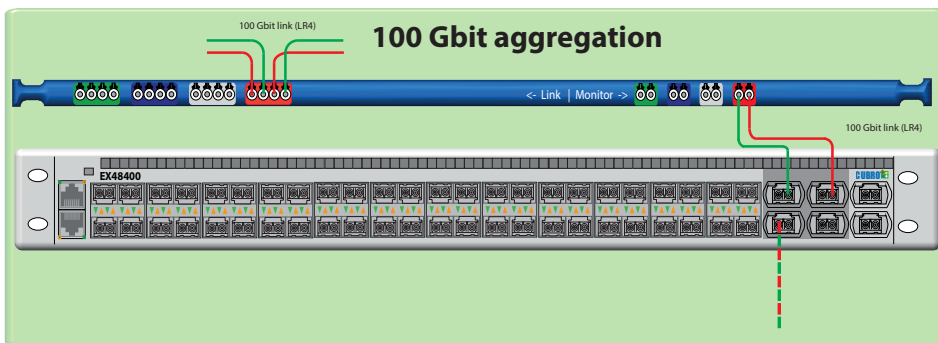 100 Gbit link (LR4)
100 Gbit aggregation
<- Link | Monitor ->
100 Gbit link (LR4)
EX48400
CUBRO